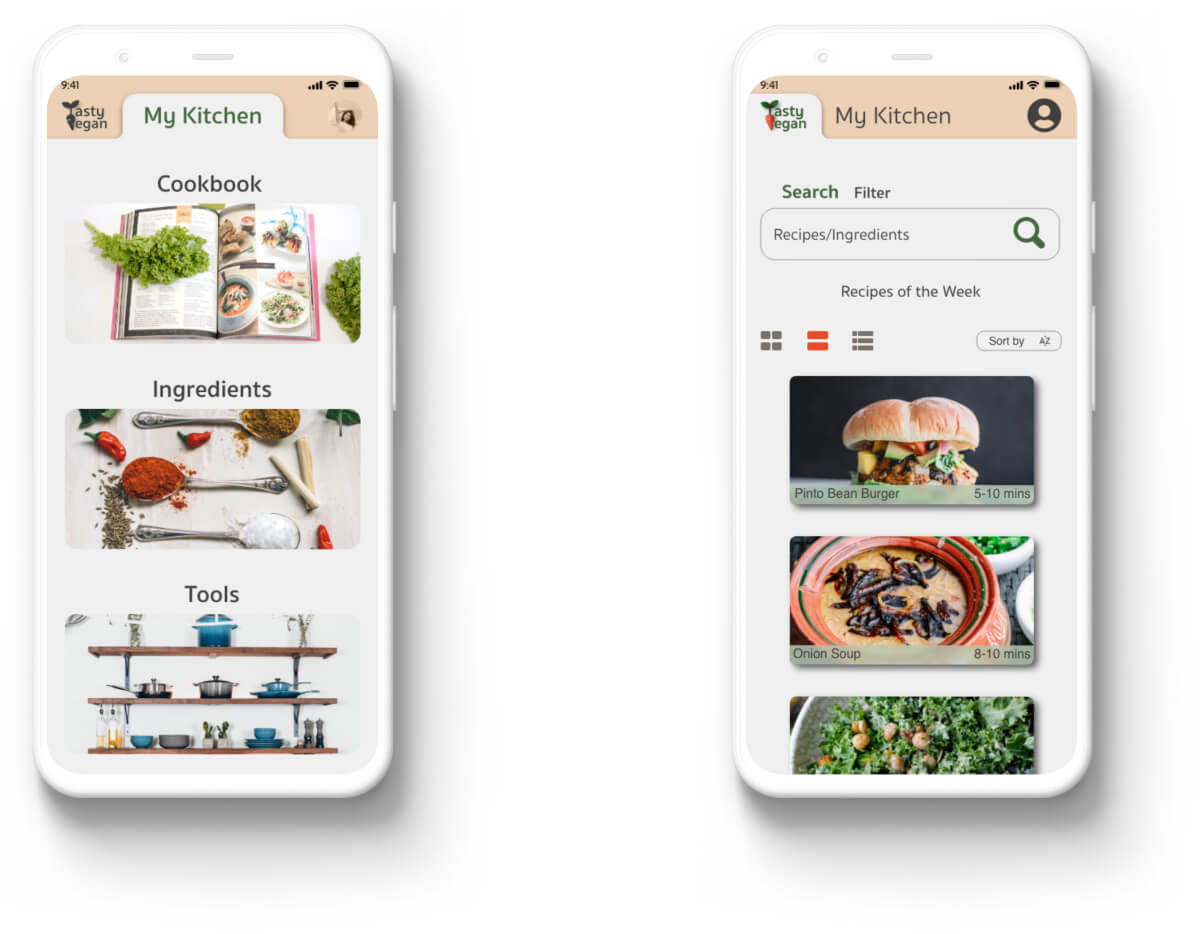 9:41
Tasty
Vegan
My Kitchen
Cookbook
Ingredients
Tools
9:41
Tasty
Vegan
My Kitchen
Search Filter
Recipes/Ingredients
Recipes of the Week
Sort by AZ
Pinto Bean Burger 5-10 mins
Onion Soup 8-10 mins